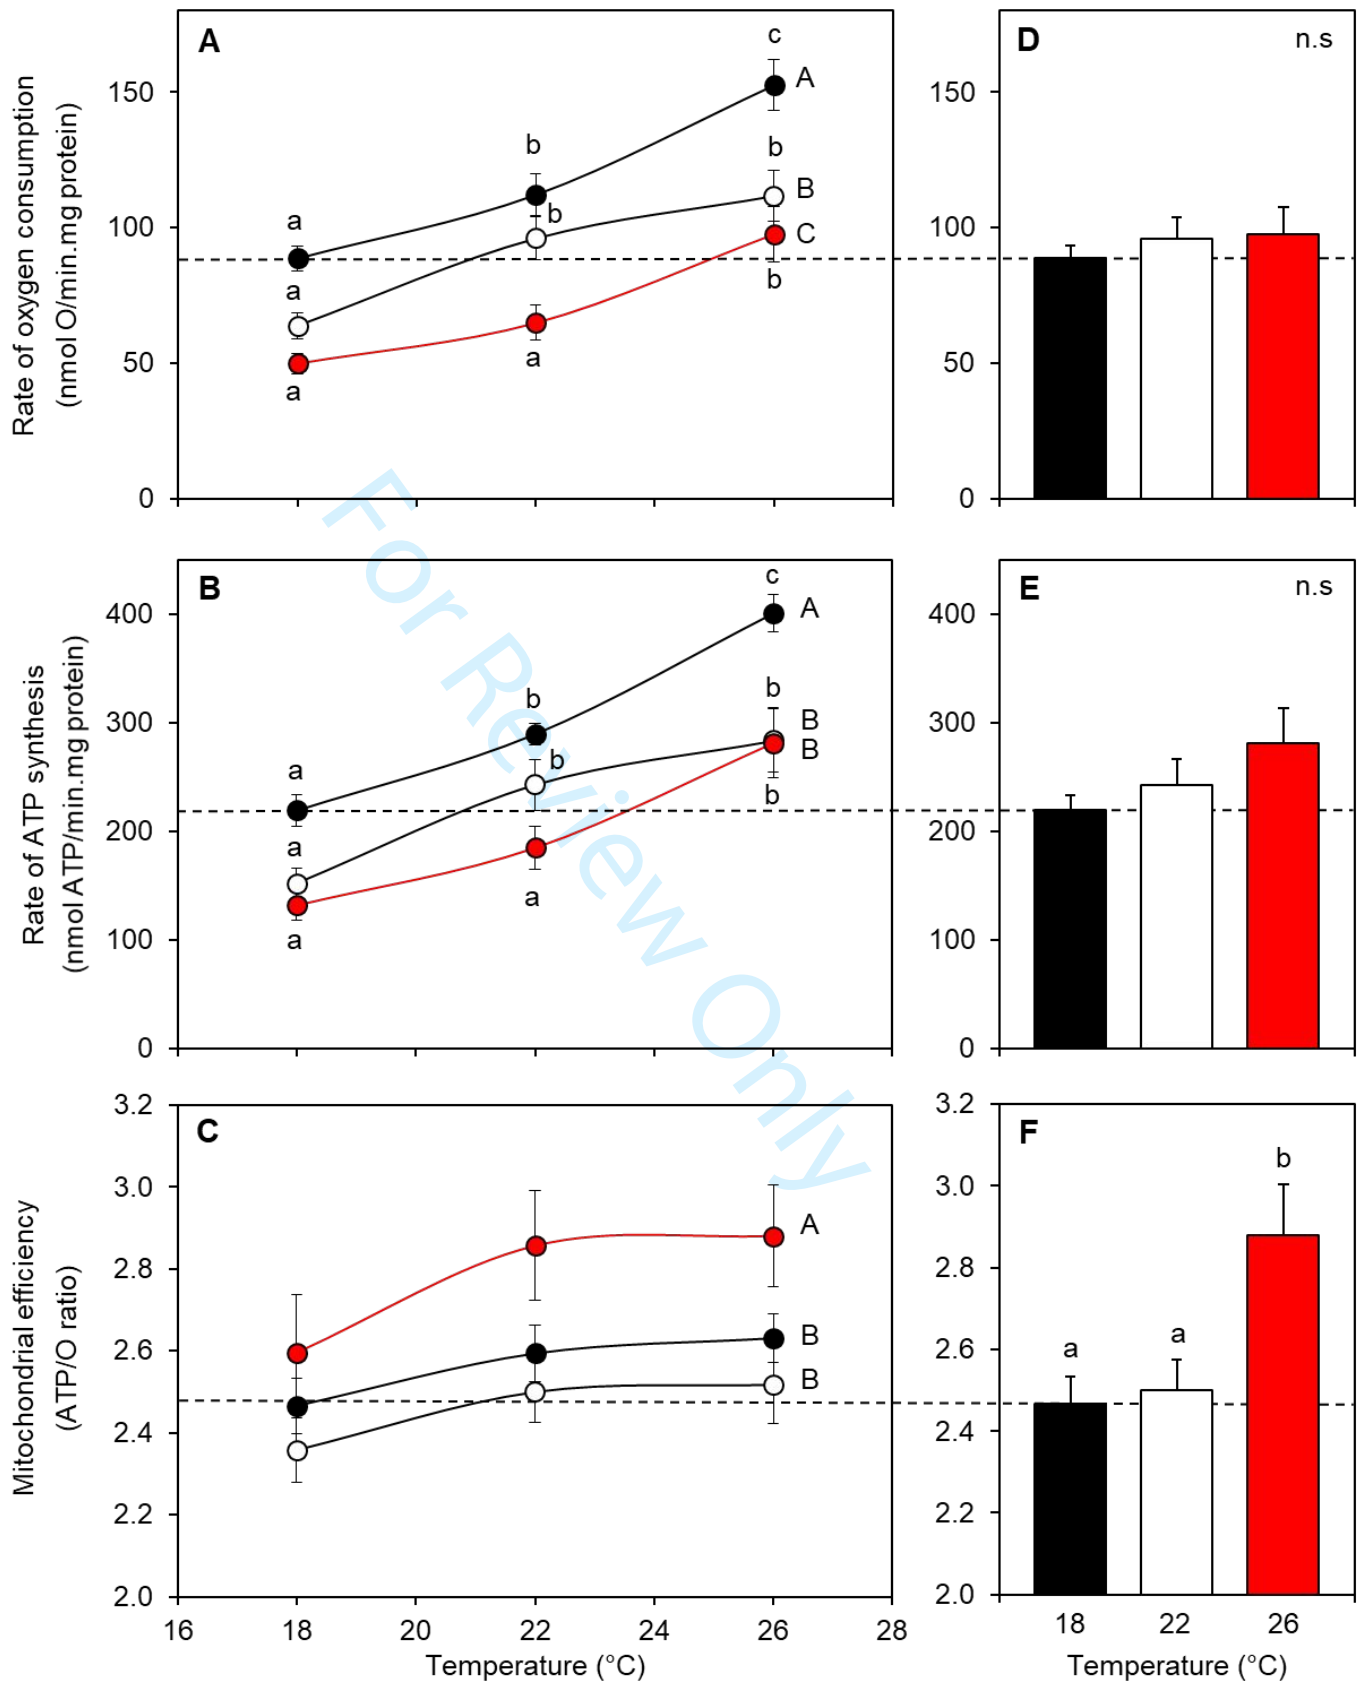 A
c
A
150
b
b
B
a
b
100
C
a
b
50
a
a
0
Rate of oxygen consumption
(nmol O/min.mg protein)
D
n.s
150
100
50
0
B
c
A
400
b
b
300
B
B
a
b
b
200
a
a
100
a
0
Rate of ATP synthesis
(nmol ATP/min.mg protein)
E
n.s
400
300
200
100
0
C
3.2
3.0
A
2.8
2.6
B
B
2.4
2.2
2.0
16
18
20
22
24
26
28
Temperature (°C)
Mitochondrial efficiency
(ATP/O ratio)
F
3.2
b
3.0
2.8
2.6
a
a
2.4
2.2
2.0
18
22
26
Temperature (°C)
For Review Only